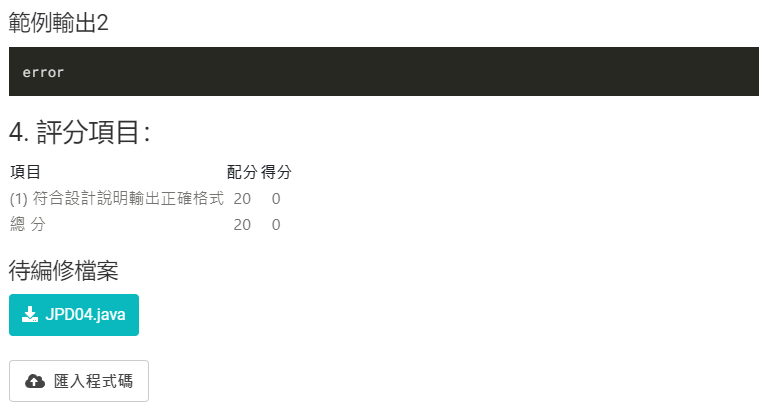 範例輸出2
error
4. 評分項目：
項目 配分 得分
(1) 符合設計說明輸出正確格式 20 0
總 分 20 0
待編修檔案
JPD04.java
匯入程式碼